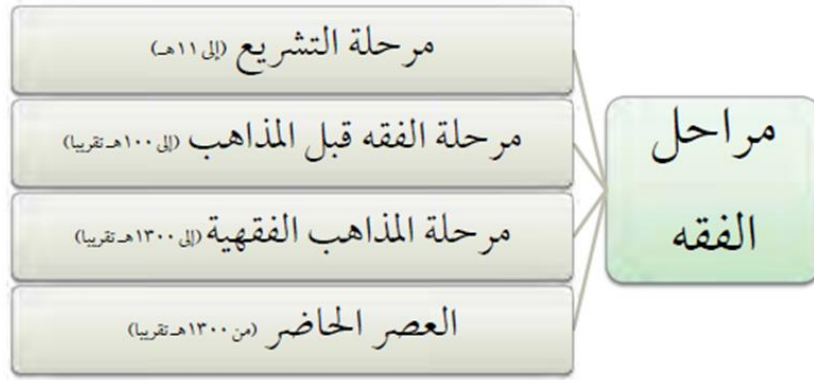 مراحل
الفقه
مرحلة التشريع (إلى ١١هـ)
مرحلة الفقه قبل المذاهب (إلى ١٠٠هـ تقريبا)
مرحلة المذاهب الفقهية (إلى ١٣٠٠هـ تقريبا)
العصر الحاضر (من ١٣٠٠هـ تقريبا)